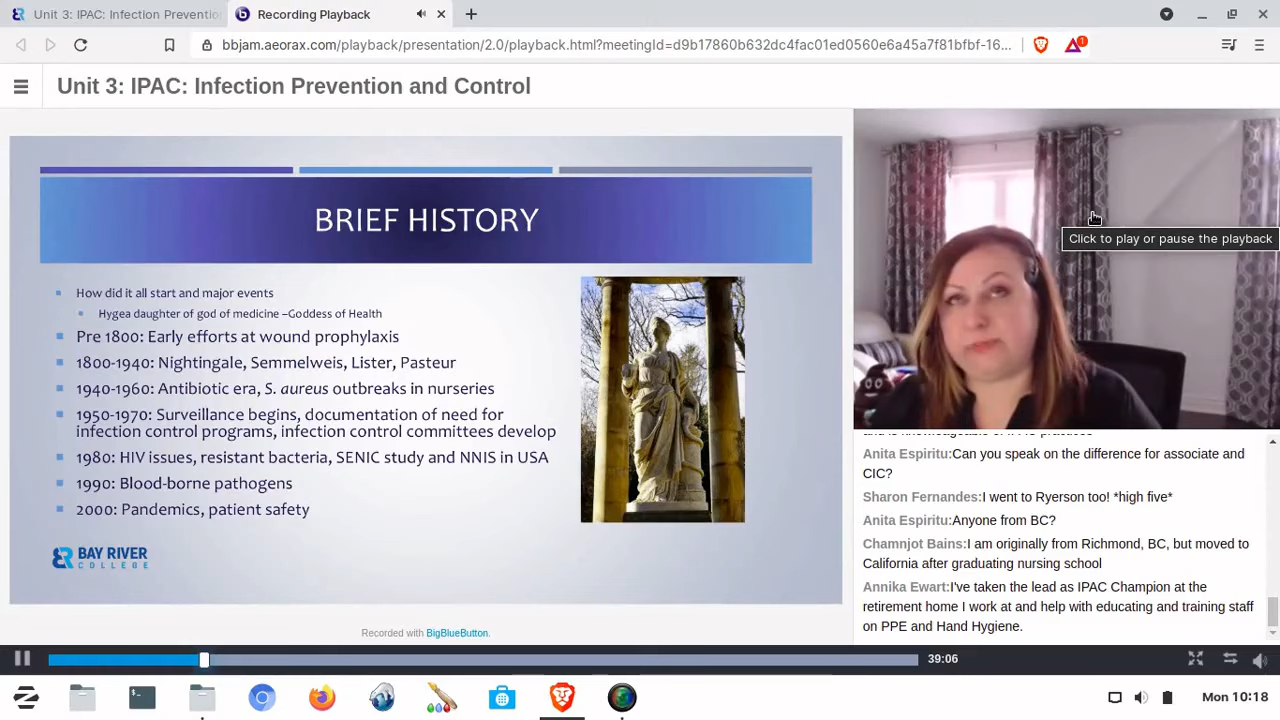 Unit 3: IPAC: Infection Preventio
Recording Playback
bbjam.aeorax.com/playback/presentation/2.0/playback.html?meetingId=d9b17860b632dc4fac01ed0560e6a45a7f81bfbf-16...
1
Unit 3: IPAC: Infection Prevention and Control
BRIEF HISTORY
How did it all start and major events
Hygea daughter of god of medicine –Goddess of Health
Pre 1800: Early efforts at wound prophylaxis
1800-1940: Nightingale, Semmelweis, Lister, Pasteur
1940-1960: Antibiotic era, S. aureus outbreaks in nurseries
1950-1970: Surveillance begins, documentation of need for
infection control programs, infection control committees develop
1980: HIV issues, resistant bacteria, SENIC study and NNIS in USA
1990: Blood-borne pathogens
2000: Pandemics, patient safety
BAY RIVER
COLLEGE
Recorded with BigBlueButton.
Click to play or pause the playback
Anita Espiritu:Can you speak on the difference for associate and
CIC?
Sharon Fernandes:I went to Ryerson too! *high five*
Anita Espiritu:Anyone from BC?
Chamnjot Bains:I am originally from Richmond, BC, but moved to
California after graduating nursing school
Annika Ewart:I've taken the lead as IPAC Champion at the
retirement home I work at and help with educating and training staff
on PPE and Hand Hygiene.
39:06
Mon 10:18